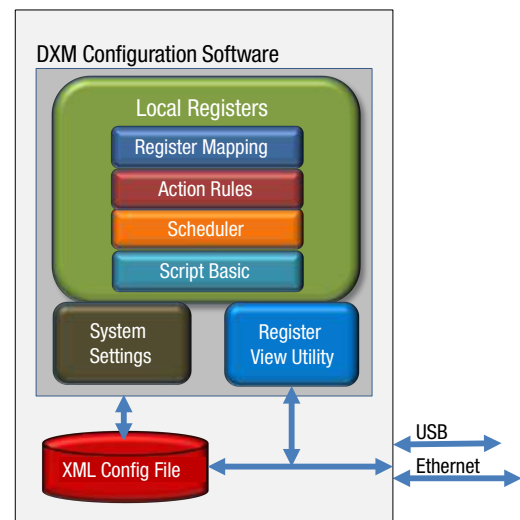 DXM Configuration Software
Local Registers
Register Mapping
Action Rules
Scheduler
Script Basic
System
Settings
Register
View Utility
XML Config File
USB
Ethernet